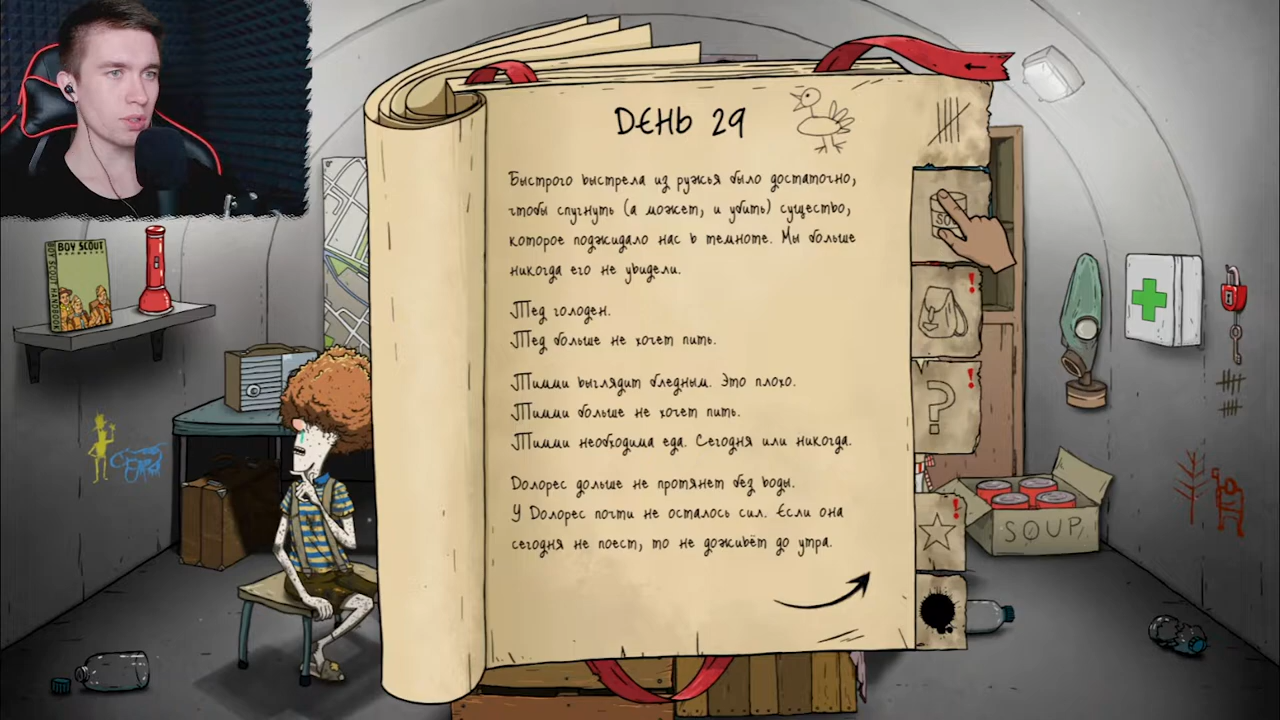 ДЕНЬ 29
Быстрого выстрела из ружья было достаточно,
чтобы спугнуть (а может, и убить) существо,
которое поджидало нас в темноте. Мы больше
никогда его не увидели.
Тед голоден.
Тед больше не хочет пить.
Тимми выглядит бледным. Это плохо.
Тимми больше не хочет пить.
Тимми необходима еда. Сегодня или никогда.
Долорес дольше не протянет без воды.
У Долорес почти не осталось сил. Если она
сегодня не поест, то не доживёт до утра.
BOY SCOUT
BOY SCOUT HANDBOOK
SO
?
!
!
!
SOUP